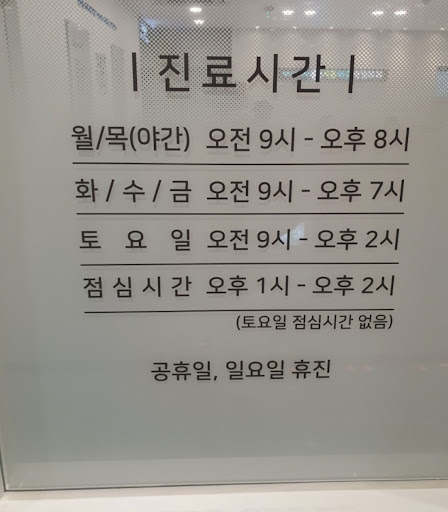 | 진료시간 |
월/목(야간) 오전 9시 - 오후 8시
화 / 수 / 금 오전 9시 - 오후 7시
토 요 일 오전 9시 - 오후 2시
점심시간 오후 1시 - 오후 2시
(토요일 점심시간 없음)
공휴일, 일요일 휴진